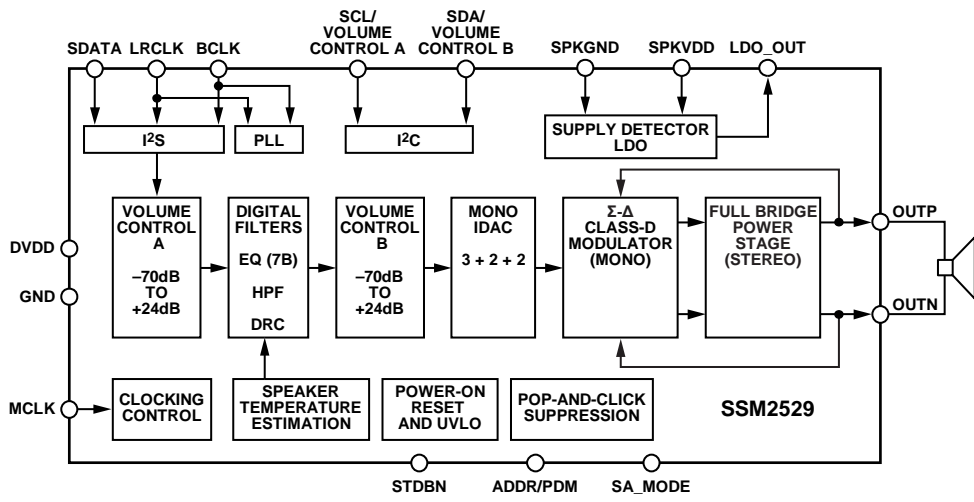 SCL/
VOLUME
CONTROL A
SDA/
VOLUME
CONTROL B
SDATA
LRCLK
BCLK
SPKGND
SPKVDD
LDO_OUT
I²S
PLL
I²C
SUPPLY DETECTOR
LDO
VOLUME
CONTROL
A
–70dB
TO
+24dB
DIGITAL
FILTERS
EQ (7B)
HPF
DRC
VOLUME
CONTROL
B
–70dB
TO
+24dB
MONO
IDAC
3 + 2 + 2
Σ-Δ
CLASS-D
MODULATOR
(MONO)
FULL BRIDGE
POWER
STAGE
(STEREO)
OUTP
OUTN
DVDD
GND
MCLK
CLOCKING
CONTROL
SPEAKER
TEMPERATURE
ESTIMATION
POWER-ON
RESET
AND UVLO
POP-AND-CLICK
SUPPRESSION
SSM2529
STDBN
ADDR/PDM
SA_MODE